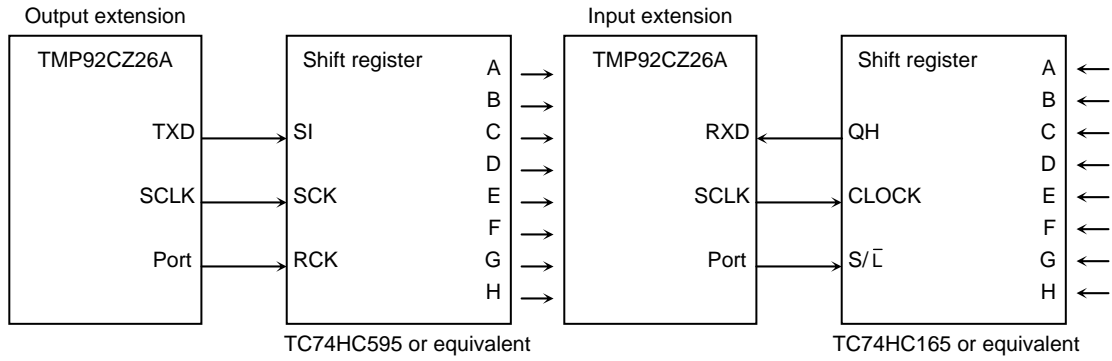 Output extension
TMP92CZ26A
TXD
SCLK
Port
Shift register
SI
SCK
RCK
A
B
C
D
E
F
G
H
TC74HC595 or equivalent
Input extension
TMP92CZ26A
RXD
SCLK
Port
Shift register
QH
CLOCK
S/L̅
A
B
C
D
E
F
G
H
TC74HC165 or equivalent